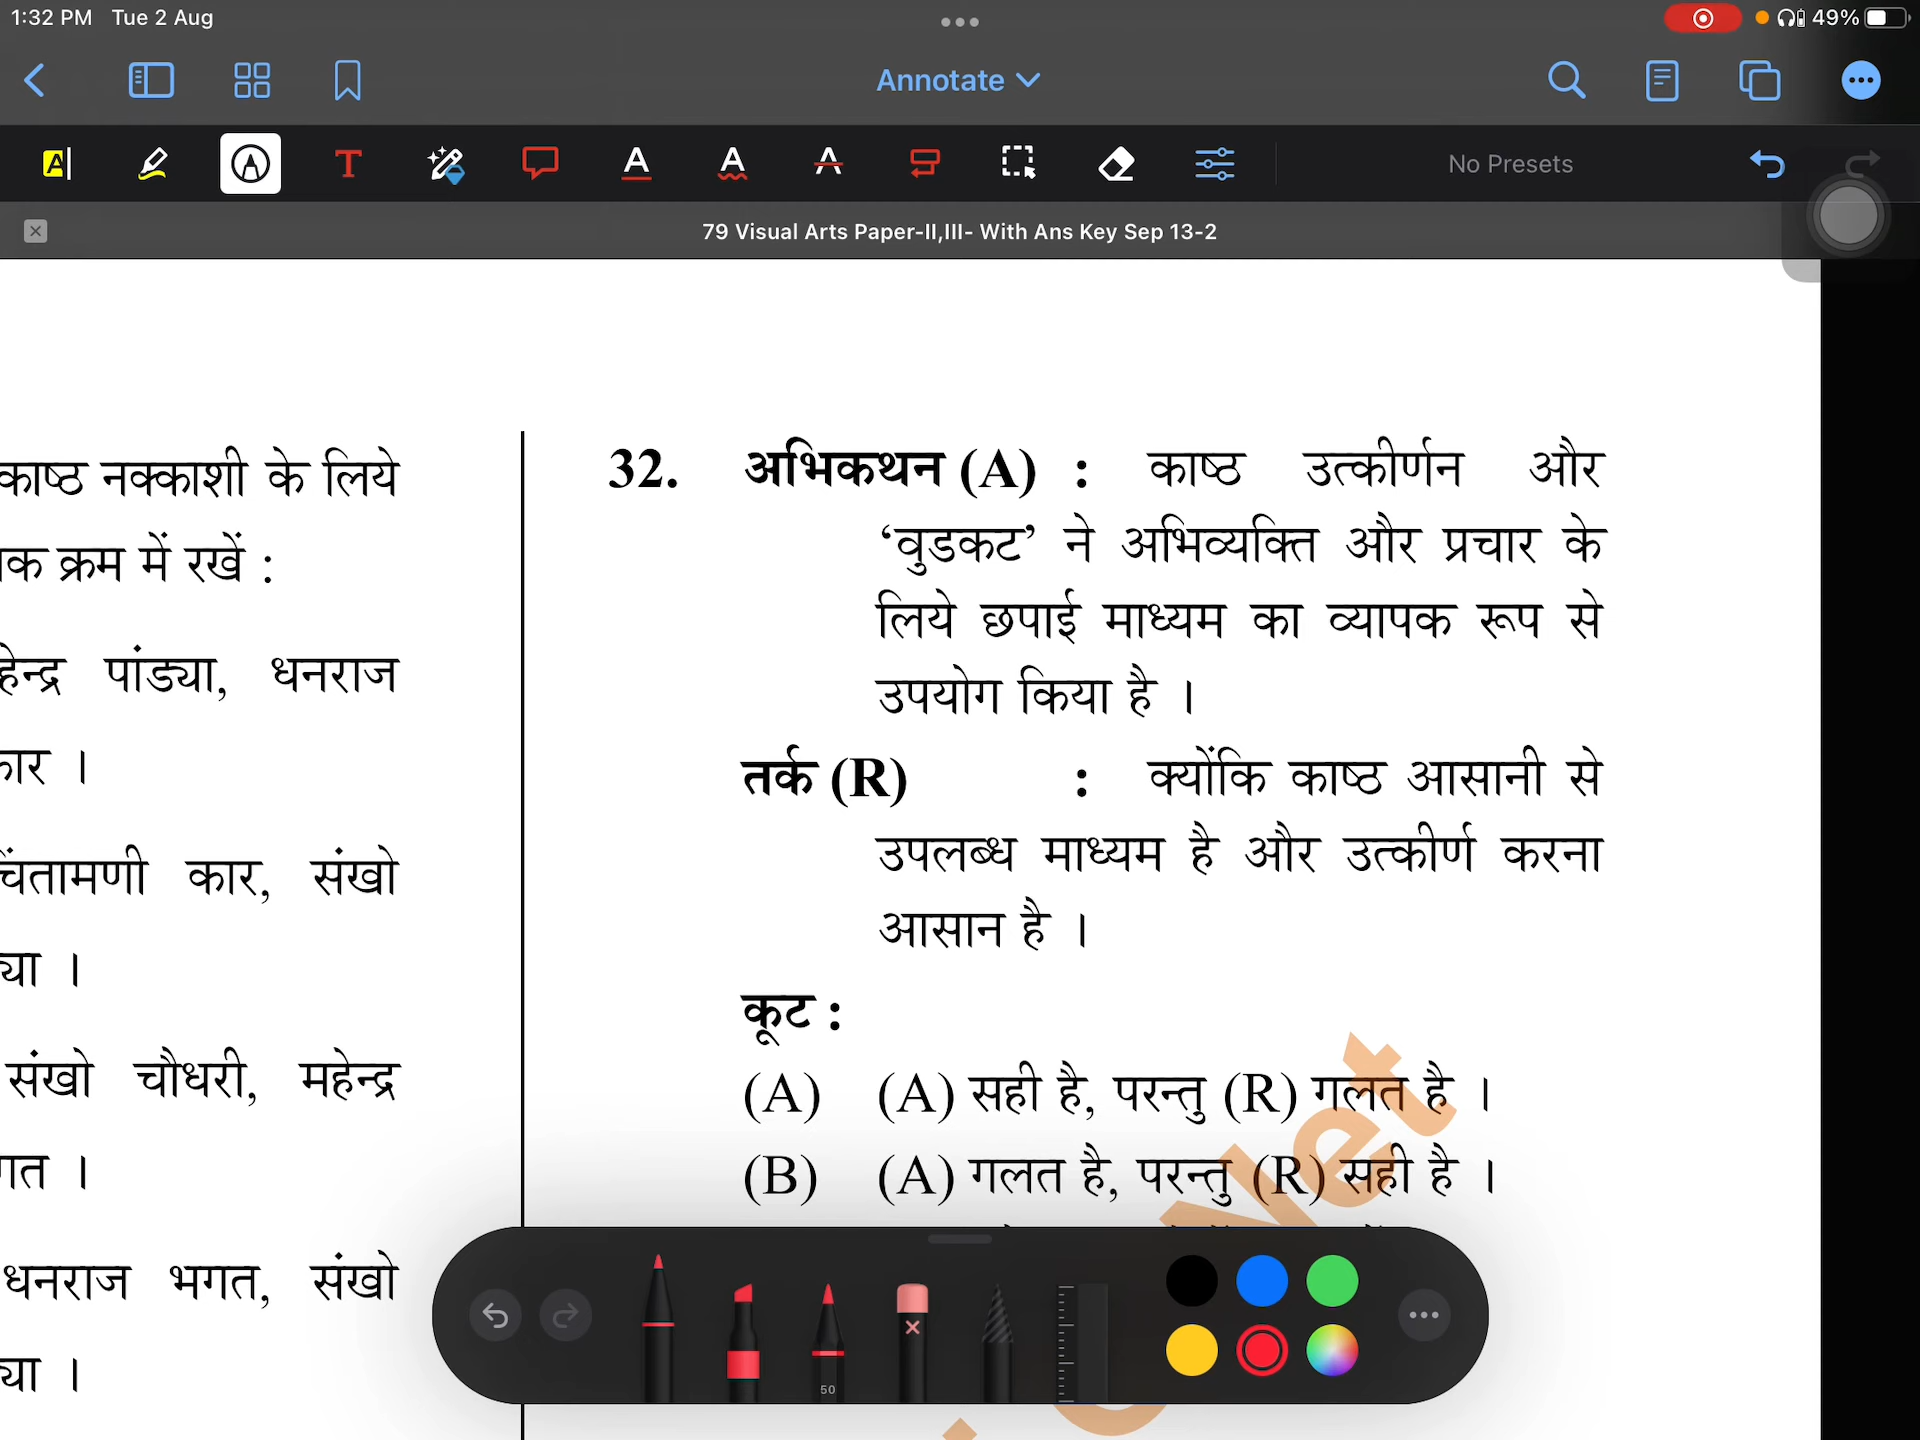 1:32 PM Tue 2 Aug
49%
Annotate
No Presets
79 Visual Arts Paper-II,III- With Ans Key Sep 13-2
काष्ठ नक्काशी के लिये
क्रम में रखें :
पांड्या, धनराज
कार, संखो
संखो चौधरी, महेन्द्र
धनराज भगत, संखो
32. अभिकथन (A) : काष्ठ उत्कीर्णन और
‘वुडकट’ ने अभिव्यक्ति और प्रचार के
लिये छपाई माध्यम का व्यापक रूप से
उपयोग किया है ।
तर्क (R) : क्योंकि काष्ठ आसानी से
उपलब्ध माध्यम है और उत्कीर्ण करना
आसान है ।
कूट :
(A) (A) सही है, परन्तु (R) गलत है ।
(B) (A) गलत है, परन्तु (R) सही है ।
Net
50